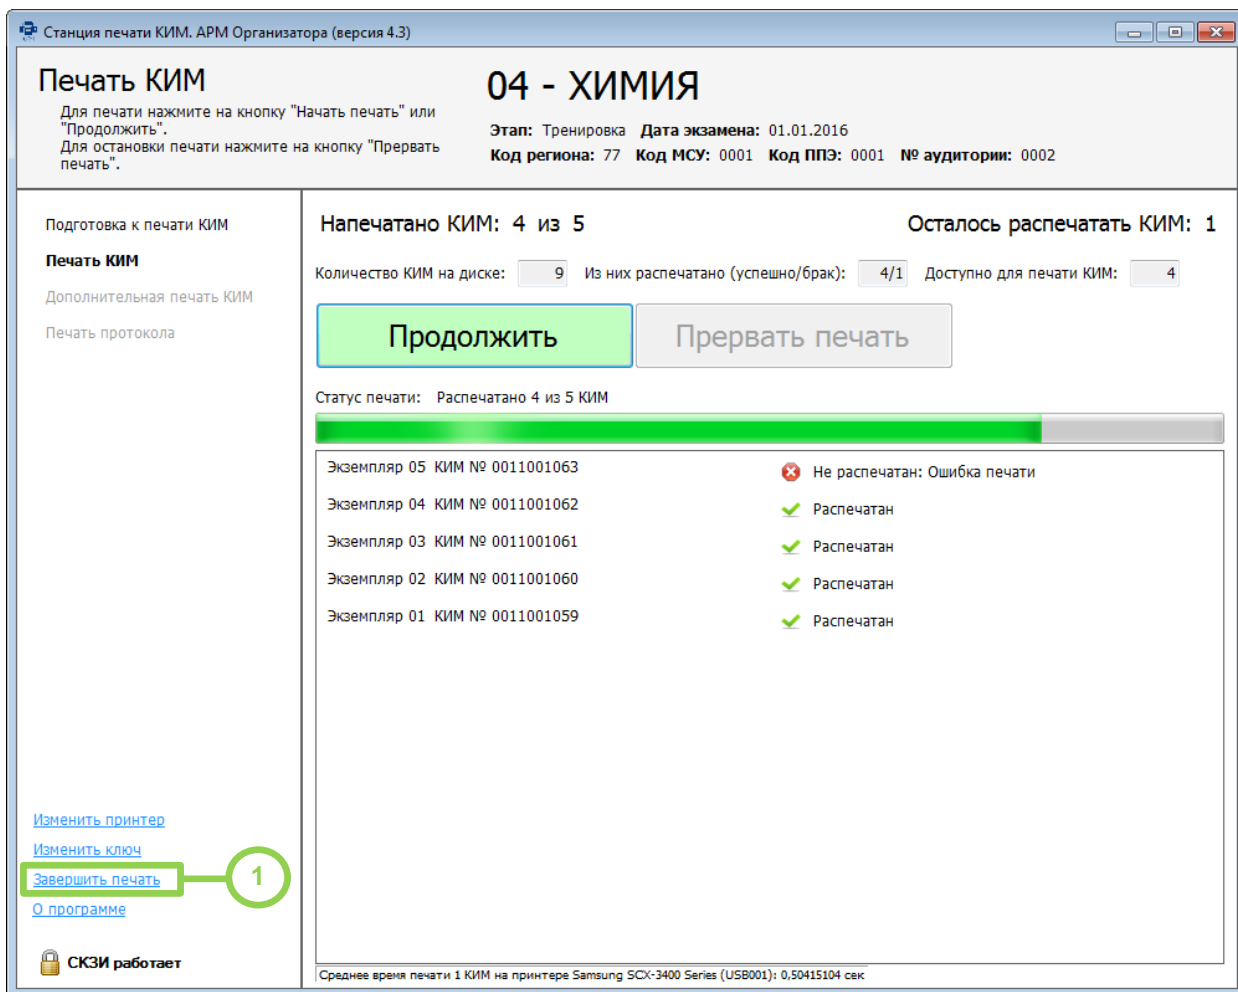 Станция печати КИМ. АРМ Организатора (версия 4.3)
Печать КИМ
Для печати нажмите на кнопку "Начать печать" или
"Продолжить".
Для остановки печати нажмите на кнопку "Прервать
печать".
04 - ХИМИЯ
Этап: Тренировка Дата экзамена: 01.01.2016
Код региона: 77 Код МСУ: 0001 Код ППЭ: 0001 № аудитории: 0002
Подготовка к печати КИМ
Печать КИМ
Дополнительная печать КИМ
Печать протокола
Напечатано КИМ: 4 из 5
Осталось распечатать КИМ: 1
Количество КИМ на диске: 9 Из них распечатано (успешно/брак): 4/1 Доступно для печати КИМ: 4
Продолжить
Прервать печать
Статус печати: Распечатано 4 из 5 КИМ
Экземпляр 05 КИМ № 0011001063 Не распечатан: Ошибка печати
Экземпляр 04 КИМ № 0011001062 Распечатан
Экземпляр 03 КИМ № 0011001061 Распечатан
Экземпляр 02 КИМ № 0011001060 Распечатан
Экземпляр 01 КИМ № 0011001059 Распечатан
Изменить принтер
Изменить ключ
Завершить печать
1
О программе
СКЗИ работает
Среднее время печати 1 КИМ на принтере Samsung SCX-3400 Series (USB001): 0,50415104 сек